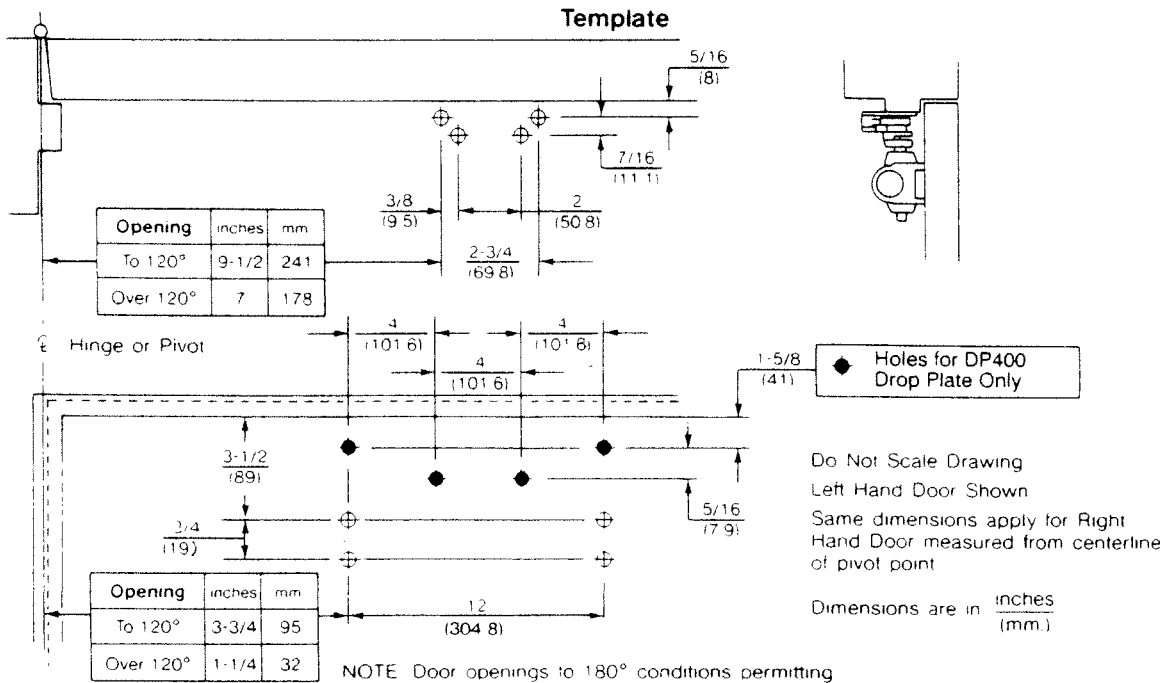 Template
5/16
(8)
7/16
(11.1)
3/8
(9.5)
2
(50.8)
2-3/4
(69.8)
Opening inches mm
To 120° 9-1/2 241
Over 120° 7 178
℄ Hinge or Pivot
4
(101.6)
4
(101.6)
4
(101.6)
1-5/8
(41)
Holes for DP400
Drop Plate Only
3-1/2
(89)
3/4
(19)
5/16
(7.9)
Do Not Scale Drawing
Left Hand Door Shown
Same dimensions apply for Right
Hand Door measured from centerline
of pivot point
Dimensions are in inches
(mm.)
Opening inches mm
To 120° 3-3/4 95
Over 120° 1-1/4 32
12
(304.8)
NOTE Door openings to 180° conditions permitting